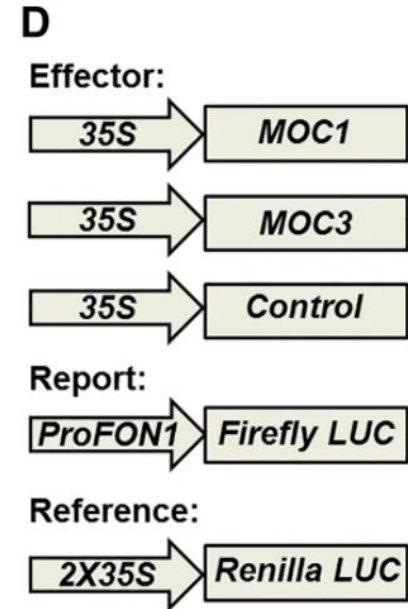 D
Effector:
35S MOC1
35S MOC3
35S Control
Report:
ProFON1 Firefly LUC
Reference:
2X35S Renilla LUC